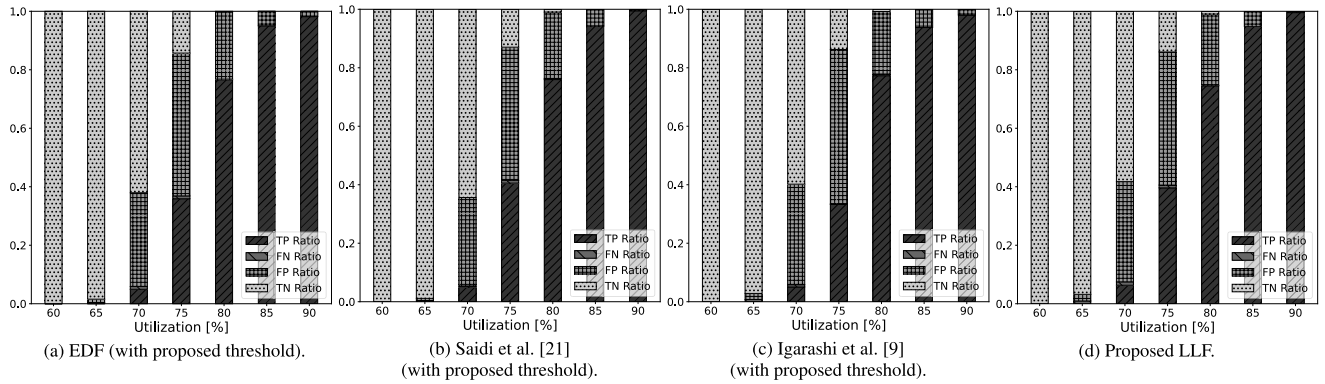 1.0
0.8
0.6
0.4
0.2
0.0
60 65 70 75 80 85 90
Utilization [%]
TP Ratio
FN Ratio
FP Ratio
TN Ratio
(a) EDF (with proposed threshold).
1.0
0.8
0.6
0.4
0.2
0.0
60 65 70 75 80 85 90
Utilization [%]
TP Ratio
FN Ratio
FP Ratio
TN Ratio
(b) Saidi et al. [21]
(with proposed threshold).
1.0
0.8
0.6
0.4
0.2
0.0
60 65 70 75 80 85 90
Utilization [%]
TP Ratio
FN Ratio
FP Ratio
TN Ratio
(c) Igarashi et al. [9]
(with proposed threshold).
1.0
0.8
0.6
0.4
0.2
0.0
60 65 70 75 80 85 90
Utilization [%]
TP Ratio
FN Ratio
FP Ratio
TN Ratio
(d) Proposed LLF.